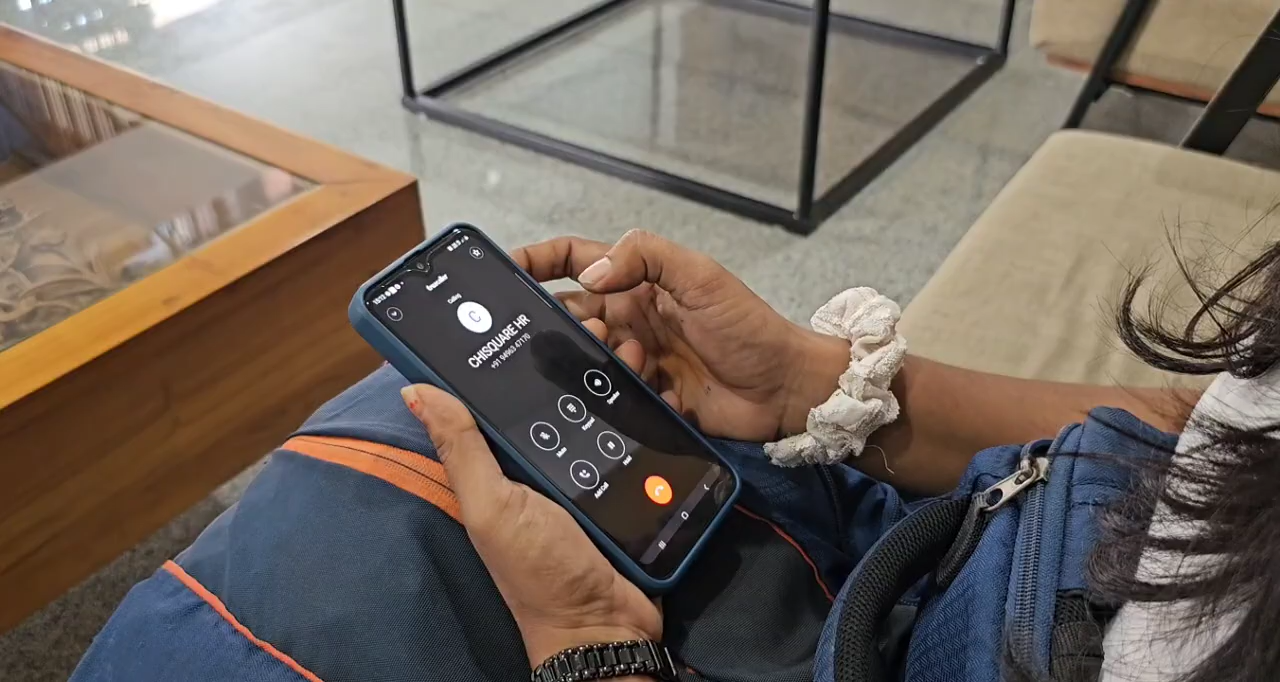 truecaller
Calling
C
CHISQUARE HR
Speaker
Keypad
Mute
Hold
Add Call